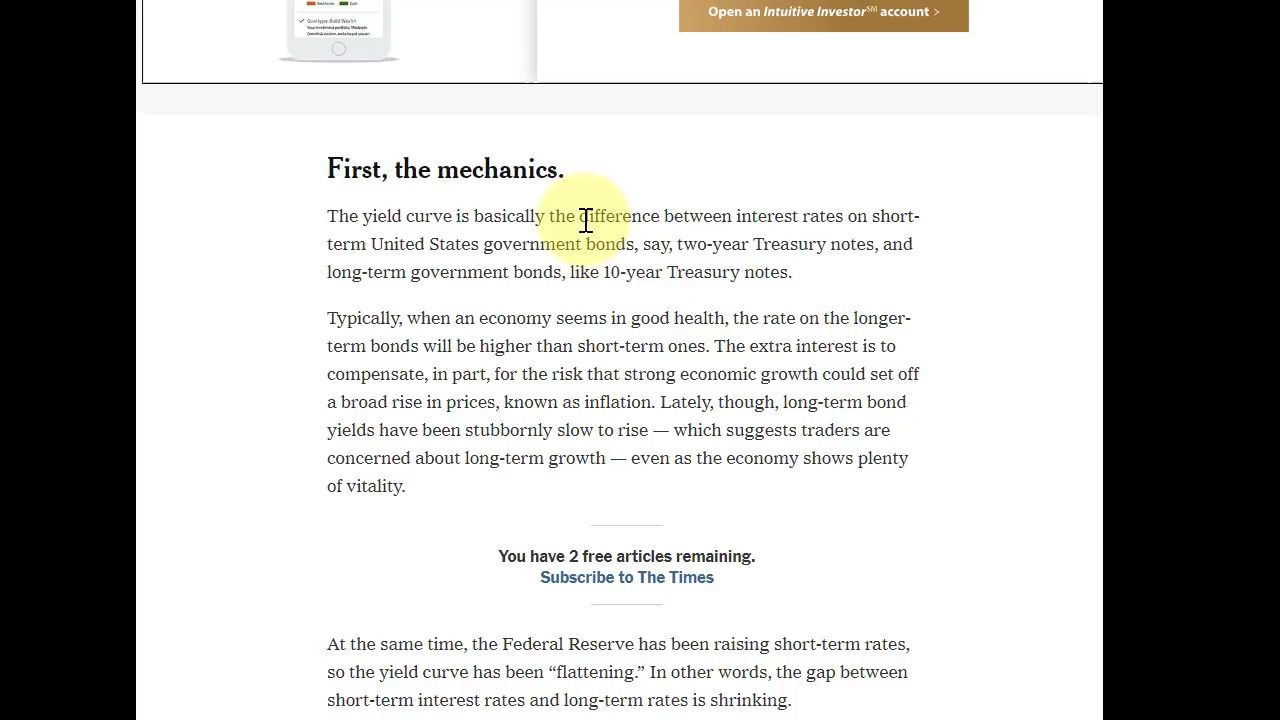 Real Assets Cash
Goal type: Build Wealth
Open an Intuitive Investor℠ account >
First, the mechanics.
The yield curve is basically the difference between interest rates on short-
term United States government bonds, say, two-year Treasury notes, and
long-term government bonds, like 10-year Treasury notes.
Typically, when an economy seems in good health, the rate on the longer-
term bonds will be higher than short-term ones. The extra interest is to
compensate, in part, for the risk that strong economic growth could set off
a broad rise in prices, known as inflation. Lately, though, long-term bond
yields have been stubbornly slow to rise — which suggests traders are
concerned about long-term growth — even as the economy shows plenty
of vitality.
You have 2 free articles remaining.
Subscribe to The Times
At the same time, the Federal Reserve has been raising short-term rates,
so the yield curve has been “flattening.” In other words, the gap between
short-term interest rates and long-term rates is shrinking.